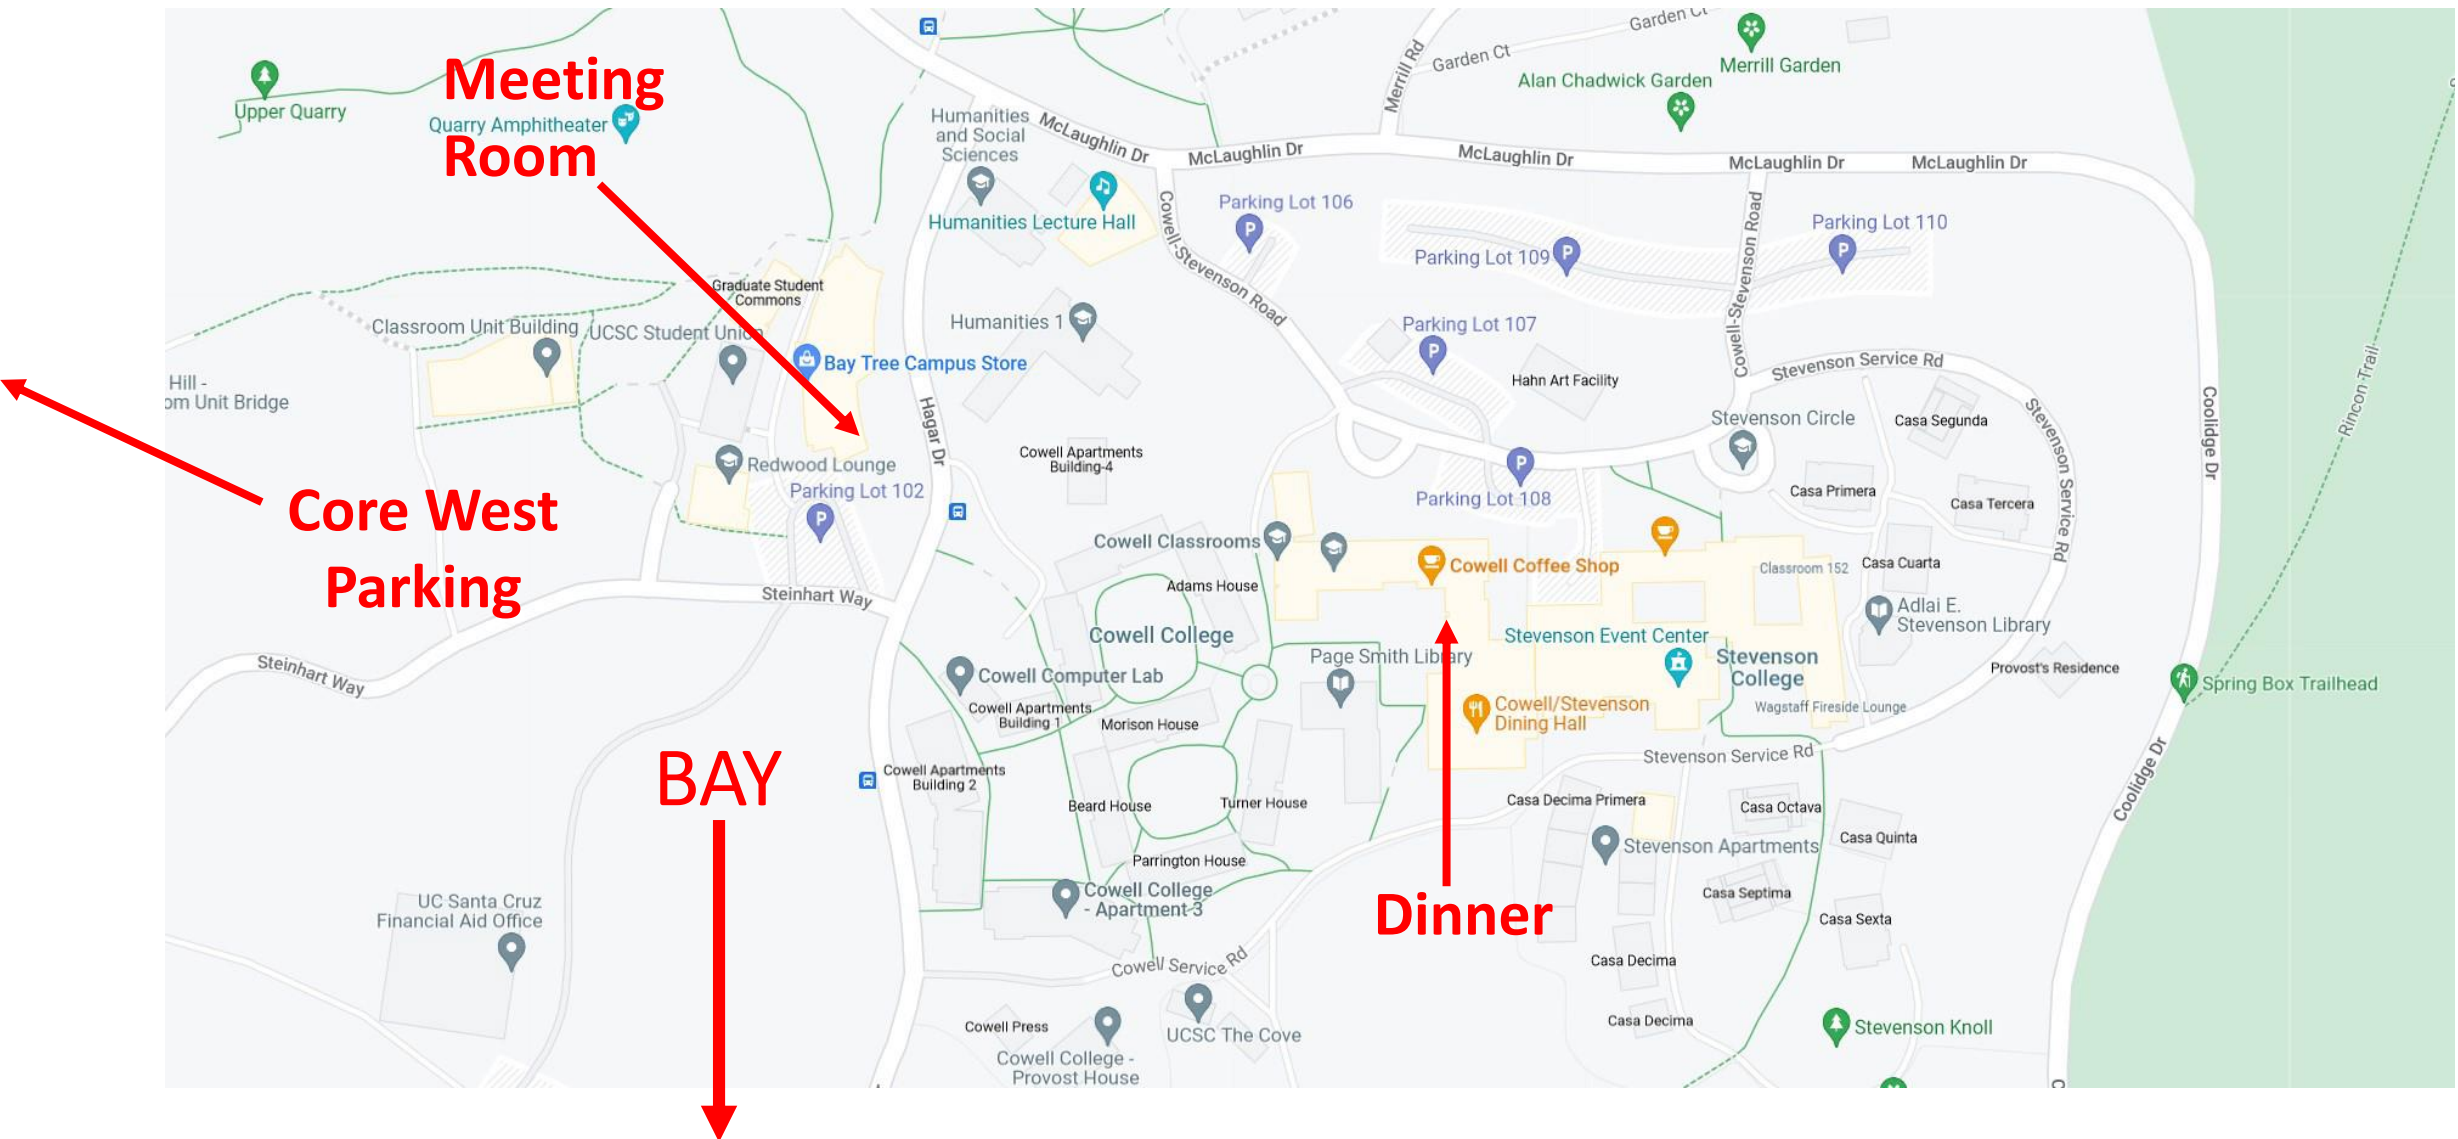 Garden Ct
Merrill Garden
Alan Chadwick Garden
Garden Ct
Merrill Rd
Meeting
Room
Upper Quarry
Quarry Amphitheater
Humanities
and Social
Sciences
McLaughlin Dr
McLaughlin Dr
McLaughlin Dr
McLaughlin Dr
McLaughlin Dr
Humanities Lecture Hall
Parking Lot 106
Parking Lot 109
Parking Lot 110
Cowell-Stevenson Road
Cowell-Stevenson Road
Graduate Student
Commons
Classroom Unit Building
UCSC Student Union
Humanities 1
Parking Lot 107
Bay Tree Campus Store
Hill -
om Unit Bridge
Hahn Art Facility
Stevenson Service Rd
Stevenson Service Rd
Rincon Trail
Coolidge Dr
Hagar Dr
Stevenson Circle
Casa Segunda
Cowell Apartments
Building-4
Redwood Lounge
Parking Lot 102
Parking Lot 108
Casa Primera
Casa Tercera
Core West
Parking
Cowell Classrooms
Cowell Coffee Shop
Classroom 152
Casa Cuarta
Adams House
Steinhart Way
Adlai E.
Stevenson Library
Cowell College
Stevenson Event Center
Page Smith Library
Stevenson
College
Steinhart Way
Provost's Residence
Cowell Computer Lab
Spring Box Trailhead
Cowell Apartments
Building 1
Morison House
Cowell/Stevenson
Dining Hall
Wagstaff Fireside Lounge
Stevenson Service Rd
Coolidge Dr
BAY
Cowell Apartments
Building 2
Beard House
Turner House
Casa Decima Primera
Casa Octava
Casa Quinta
Stevenson Apartments
Parrington House
Cowell College
- Apartment 3
Casa Septima
Dinner
Casa Sexta
UC Santa Cruz
Financial Aid Office
Cowell Service Rd
Casa Decima
Cowell Press
UCSC The Cove
Casa Decima
Stevenson Knoll
Cowell College -
Provost House